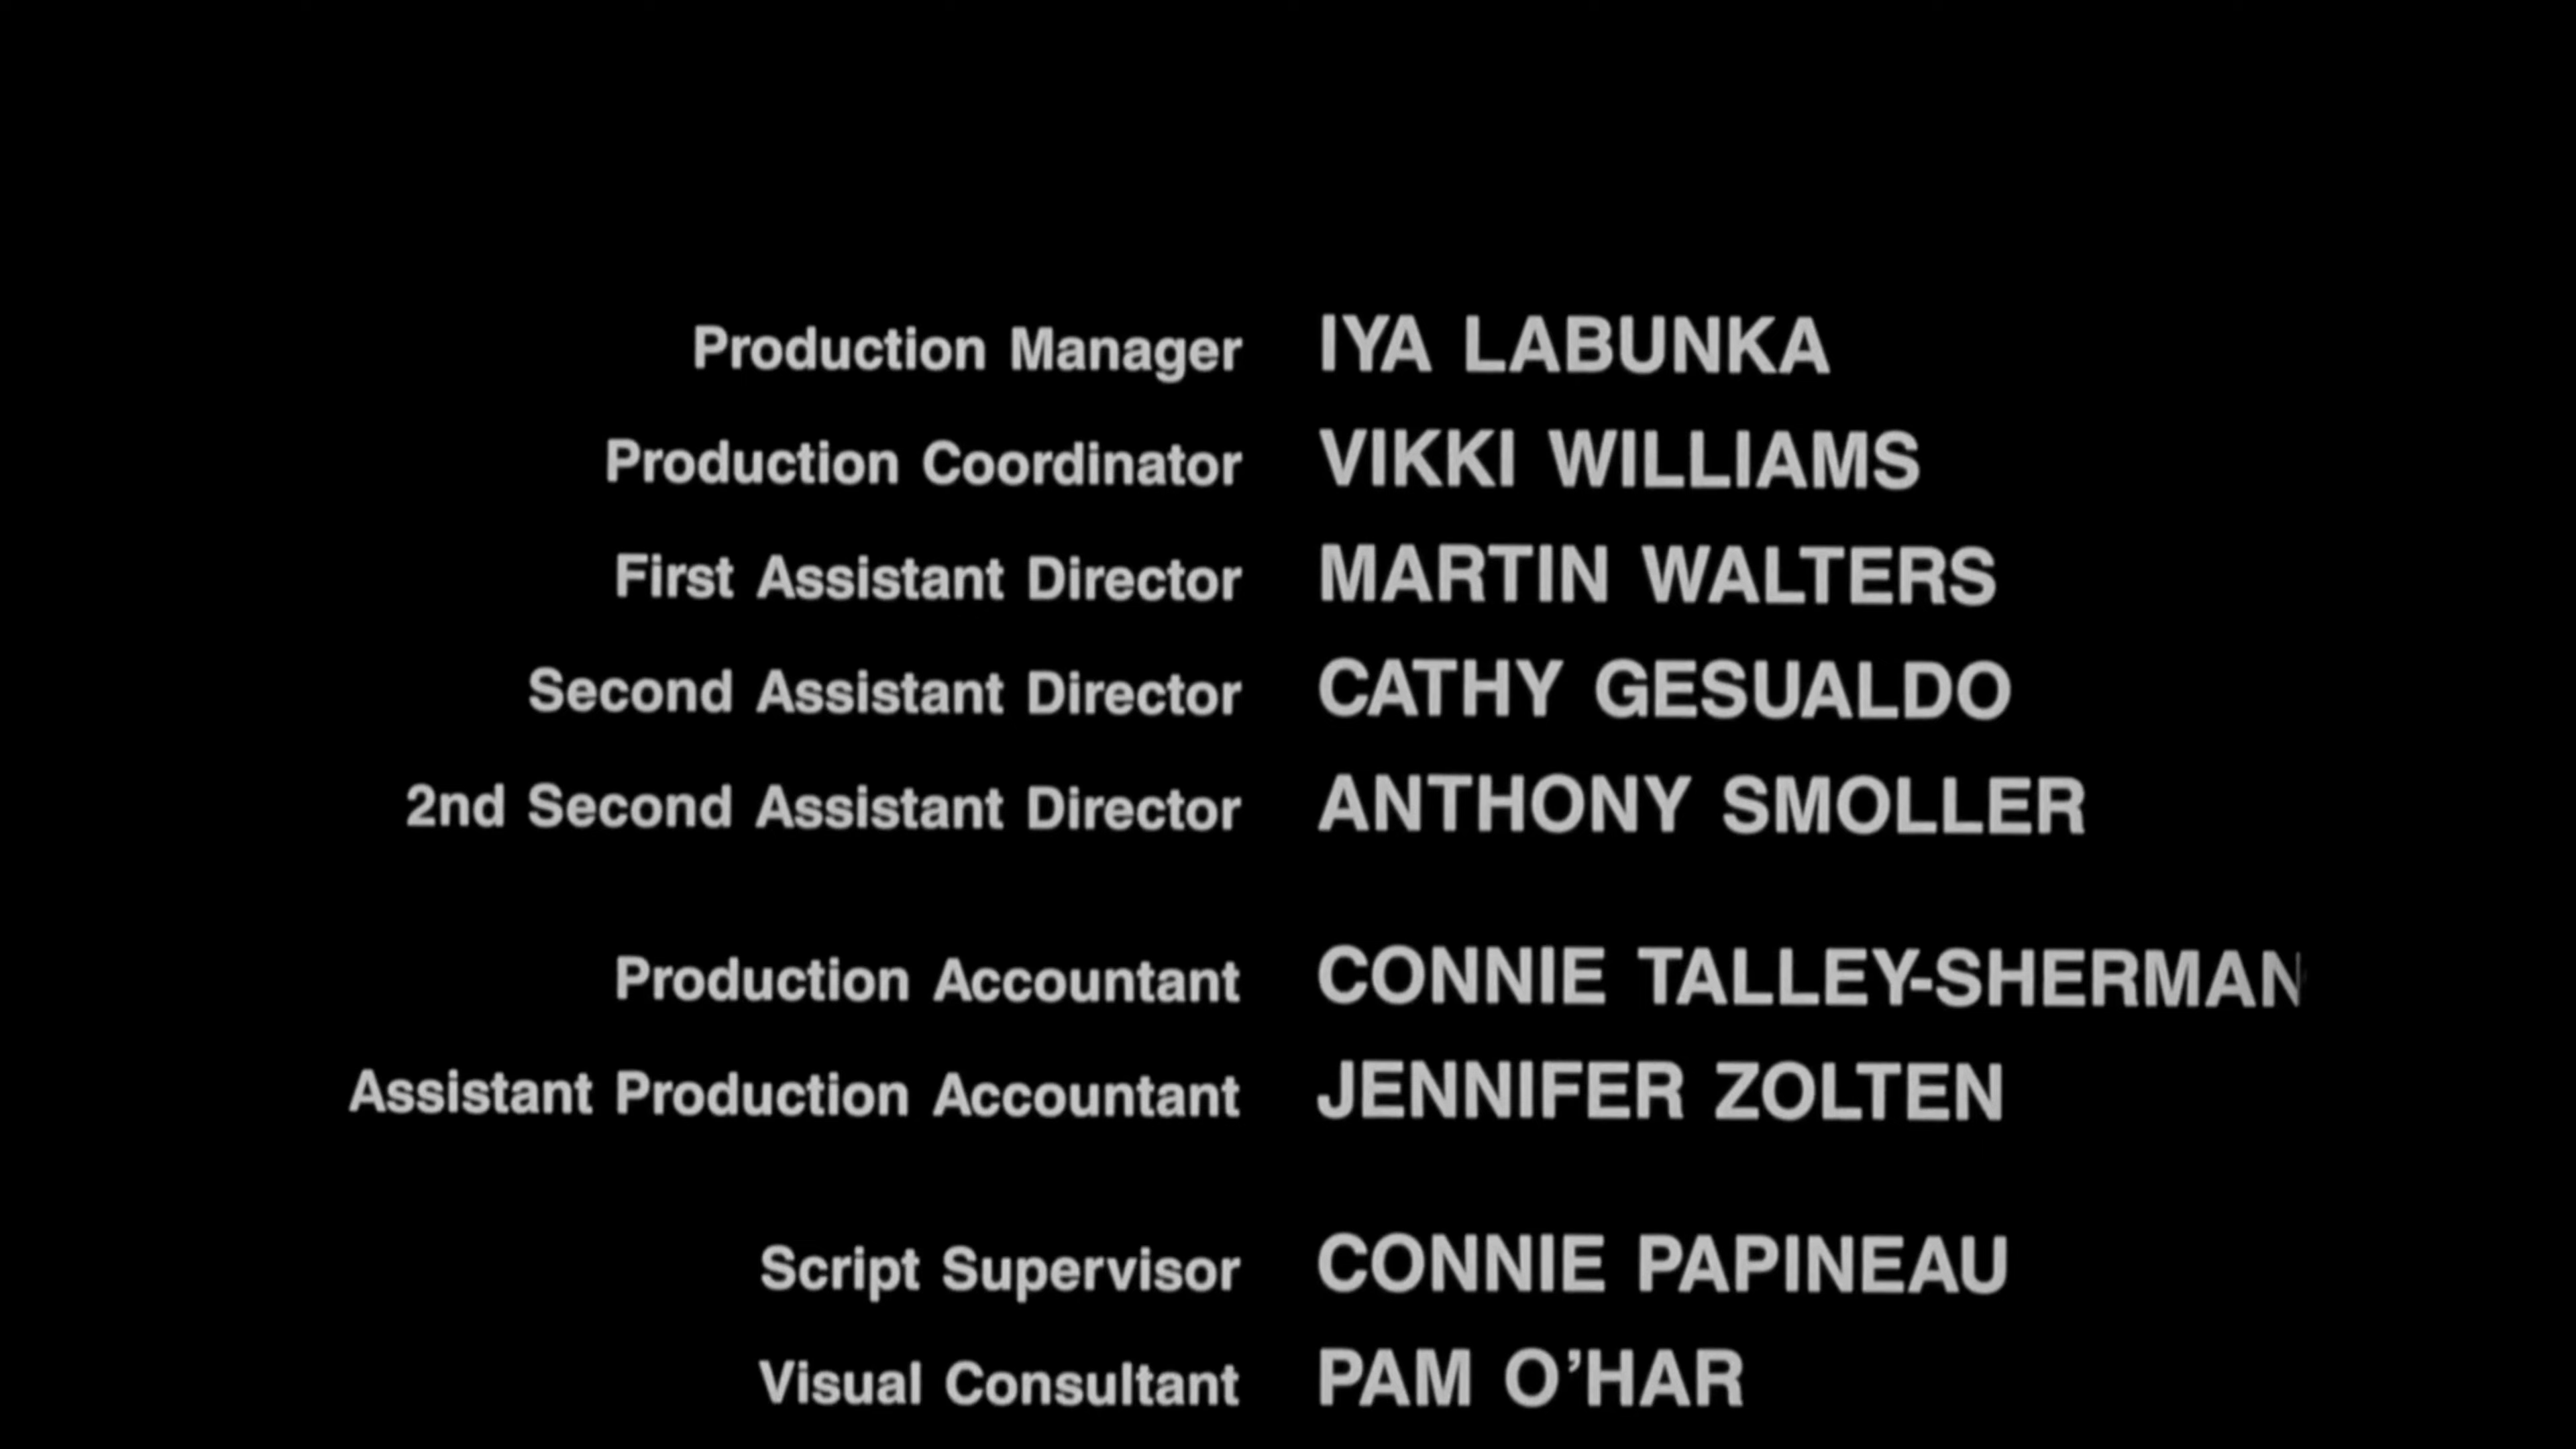 Production Manager IYA LABUNKA
Production Coordinator VIKKI WILLIAMS
First Assistant Director MARTIN WALTERS
Second Assistant Director CATHY GESUALDO
2nd Second Assistant Director ANTHONY SMOLLER
Production Accountant CONNIE TALLEY-SHERMAN
Assistant Production Accountant JENNIFER ZOLTEN
Script Supervisor CONNIE PAPINEAU
Visual Consultant PAM O’HAR